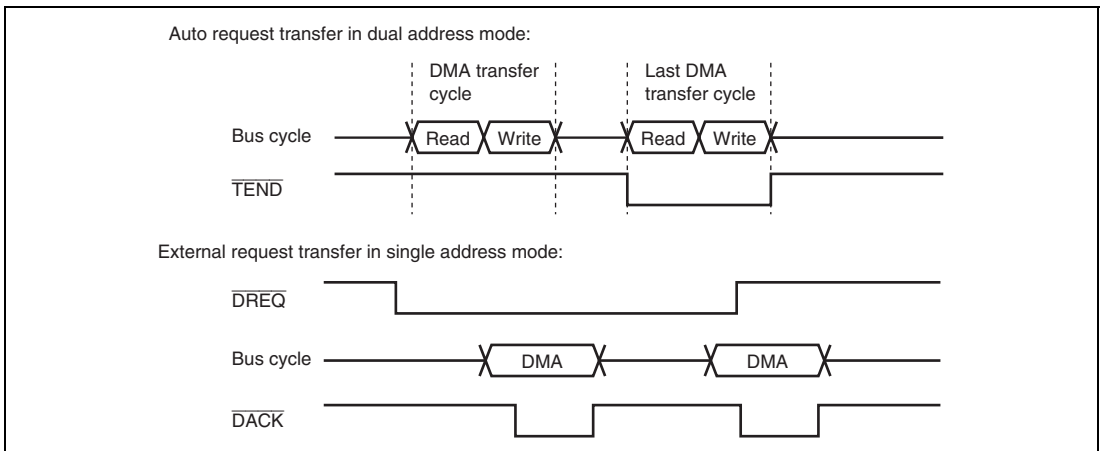 Auto request transfer in dual address mode:
DMA transfer
cycle
Last DMA
transfer cycle
Bus cycle
Read
Write
Read
Write
TEND
External request transfer in single address mode:
DREQ
Bus cycle
DMA
DMA
DACK